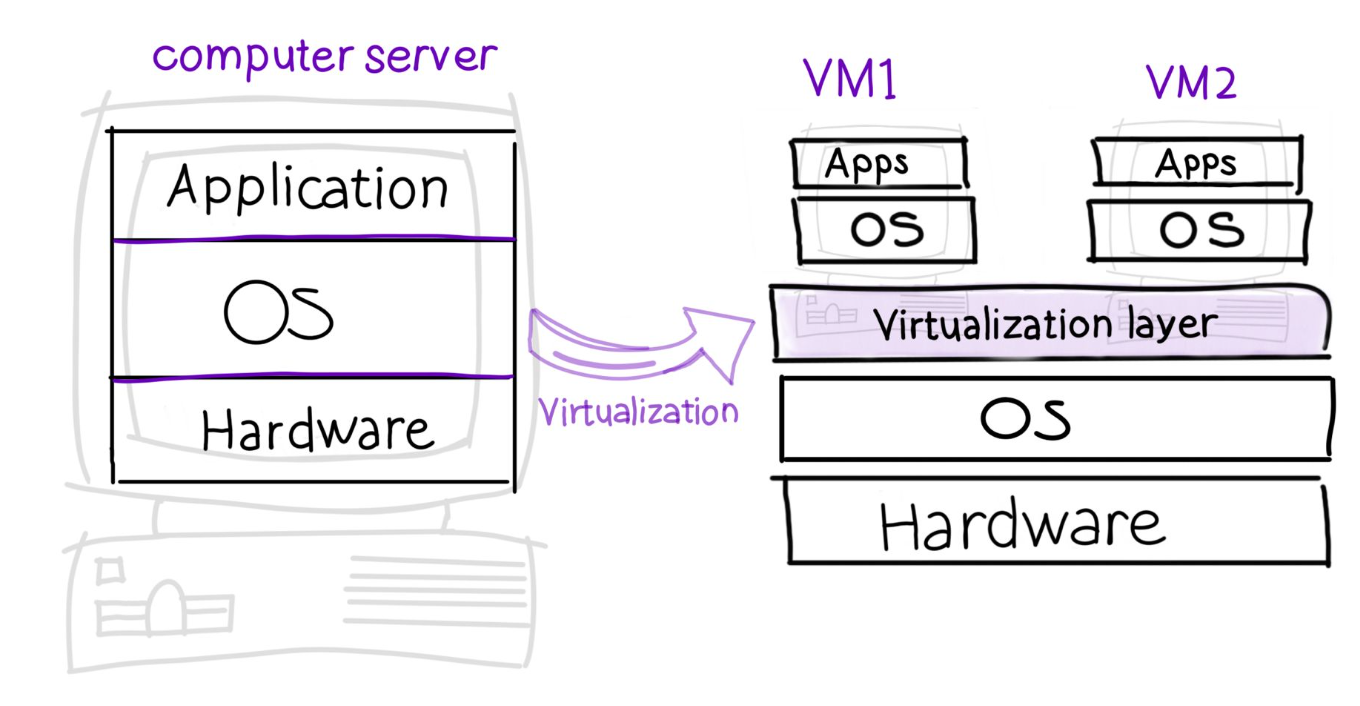 computer server
Application
OS
Hardware
Virtualization
VM1
VM2
Apps
Apps
OS
OS
Virtualization layer
OS
Hardware